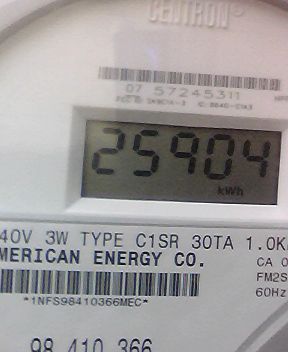 CENTRON®
07 57245311
25904
kWh
40V 3W TYPE C1SR 30TA 1.0K
MERICAN ENERGY CO.
CA 0
FM2S
*1NFS98410366MEC*
60Hz
98 410 366